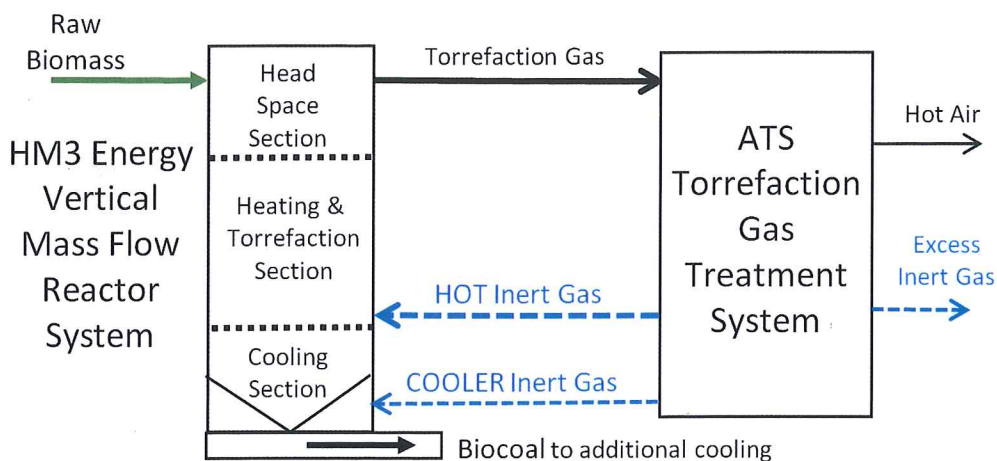 Raw
Biomass
HM3 Energy
Vertical
Mass Flow
Reactor
System
Head
Space
Section
Heating &
Torrefaction
Section
Cooling
Section
Torrefaction Gas
HOT Inert Gas
COOLER Inert Gas
Biocoal to additional cooling
ATS
Torrefaction
Gas
Treatment
System
Hot Air
Excess
Inert Gas